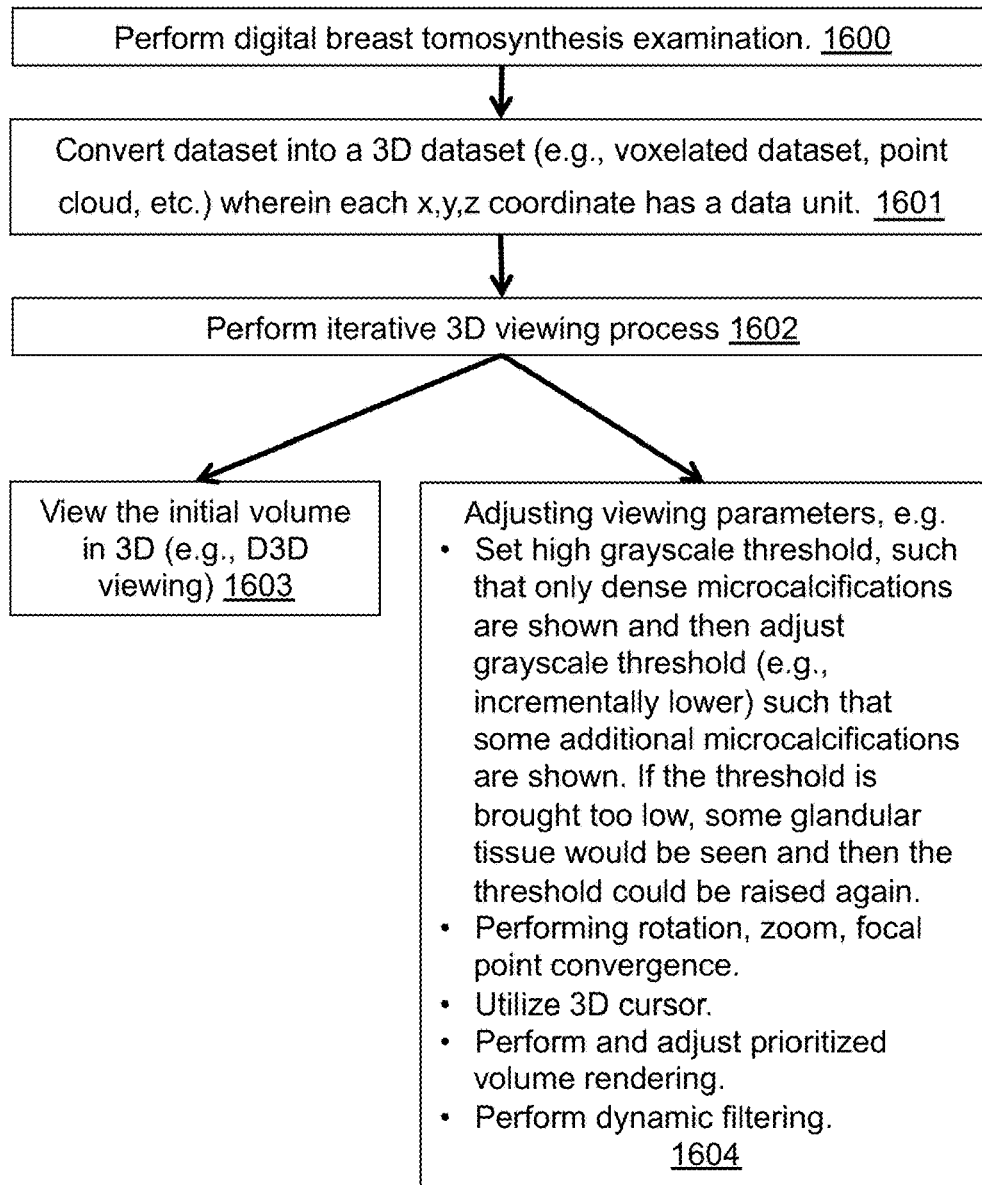 Perform digital breast tomosynthesis examination. 1600
Convert dataset into a 3D dataset (e.g., voxelated dataset, point
cloud, etc.) wherein each x,y,z coordinate has a data unit. 1601
Perform iterative 3D viewing process 1602
View the initial volume
in 3D (e.g., D3D
viewing) 1603
Adjusting viewing parameters, e.g.
• Set high grayscale threshold, such
that only dense microcalcifications
are shown and then adjust
grayscale threshold (e.g.,
incrementally lower) such that
some additional microcalcifications
are shown. If the threshold is
brought too low, some glandular
tissue would be seen and then the
threshold could be raised again.
• Performing rotation, zoom, focal
point convergence.
• Utilize 3D cursor.
• Perform and adjust prioritized
volume rendering.
• Perform dynamic filtering.
1604